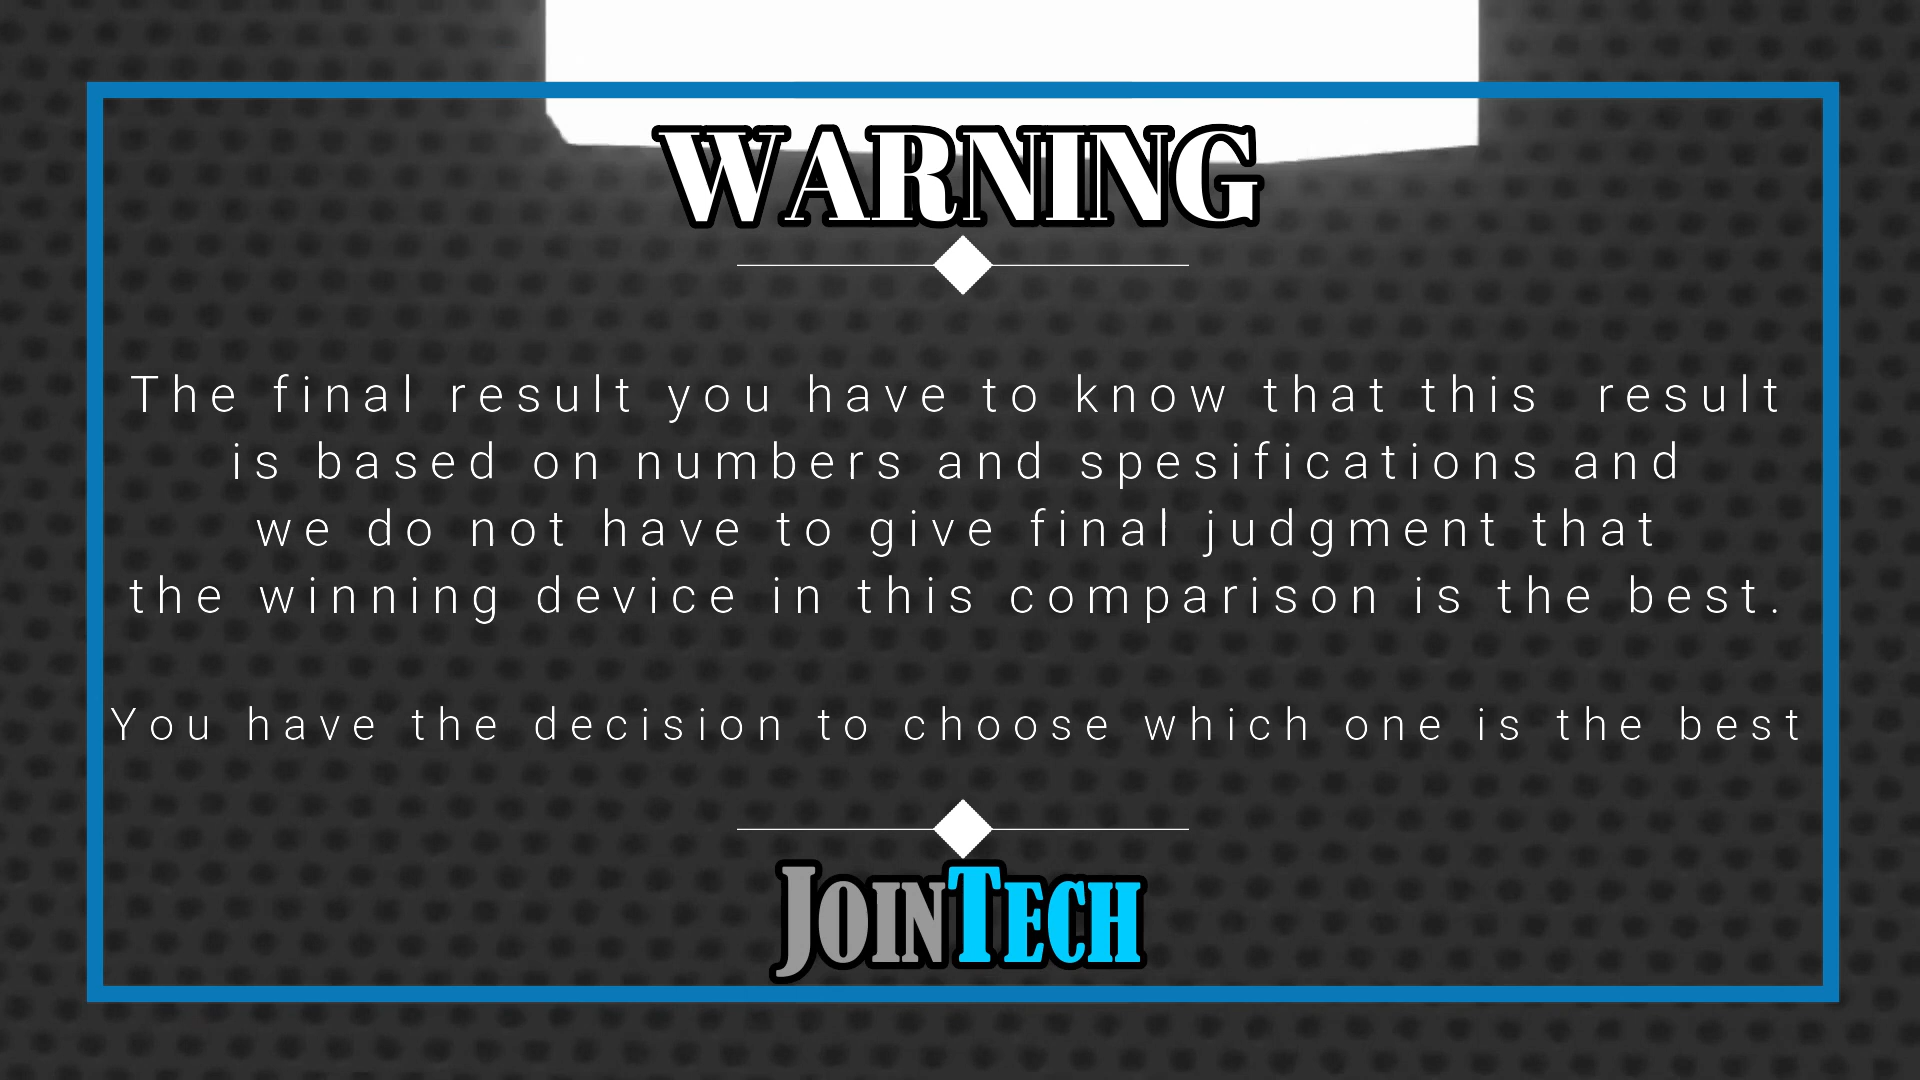 WARNING
The final result you have to know that this result
is based on numbers and spesifications and
we do not have to give final judgment that
the winning device in this comparison is the best.
You have the decision to choose which one is the best
JOINTECH